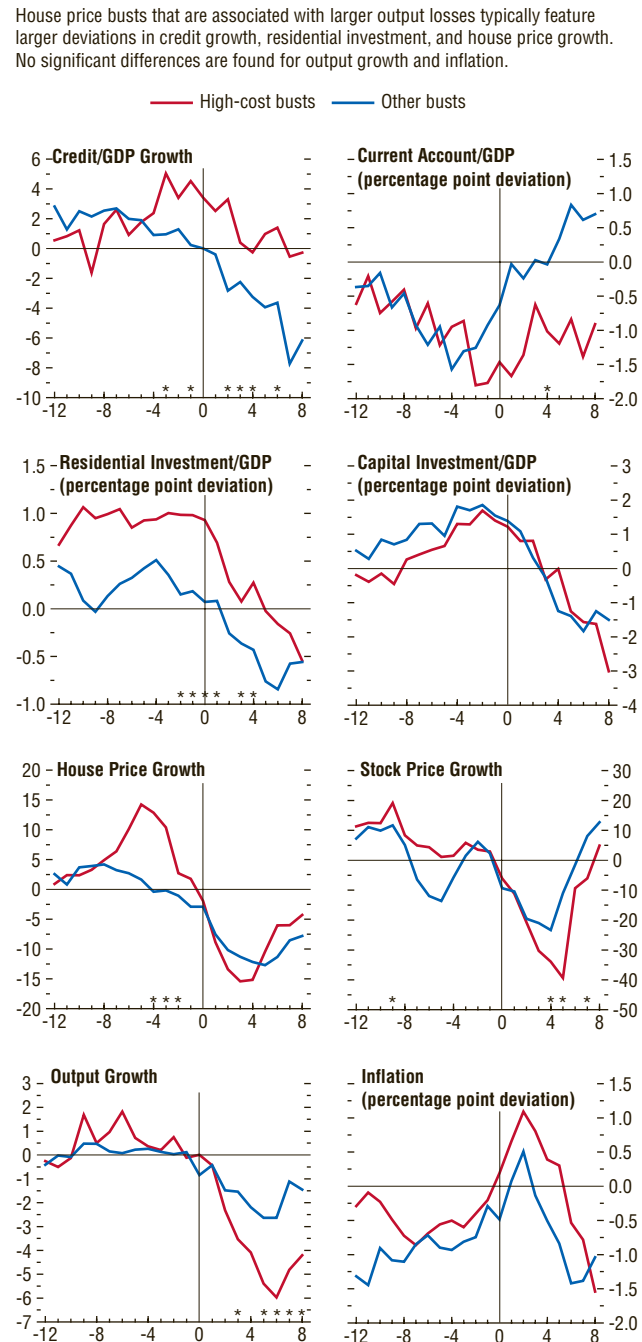 House price busts that are associated with larger output losses typically feature
larger deviations in credit growth, residential investment, and house price growth.
No significant differences are found for output growth and inflation.
High-cost busts
Other busts
Credit/GDP Growth
6
4
2
0
-2
-4
-6
-8
-10
* * * * * *
-12 -8 -4 0 4 8
Current Account/GDP
(percentage point deviation)
1.5
1.0
0.5
0.0
-0.5
-1.0
-1.5
-2.0
*
-12 -8 -4 0 4 8
Residential Investment/GDP
(percentage point deviation)
1.5
1.0
0.5
0.0
-0.5
-1.0
* * * * * *
-12 -8 -4 0 4 8
Capital Investment/GDP
(percentage point deviation)
3
2
1
0
-1
-2
-3
-4
-12 -8 -4 0 4 8
House Price Growth
20
15
10
5
0
-5
-10
-15
-20
* * *
-12 -8 -4 0 4 8
Stock Price Growth
30
20
10
0
-10
-20
-30
-40
-50
* * * *
-12 -8 -4 0 4 8
Output Growth
3
2
1
0
-1
-2
-3
-4
-5
-6
-7
* * * * *
-12 -8 -4 0 4 8
Inflation
(percentage point deviation)
1.5
1.0
0.5
0.0
-0.5
-1.0
-1.5
-2.0
-12 -8 -4 0 4 8